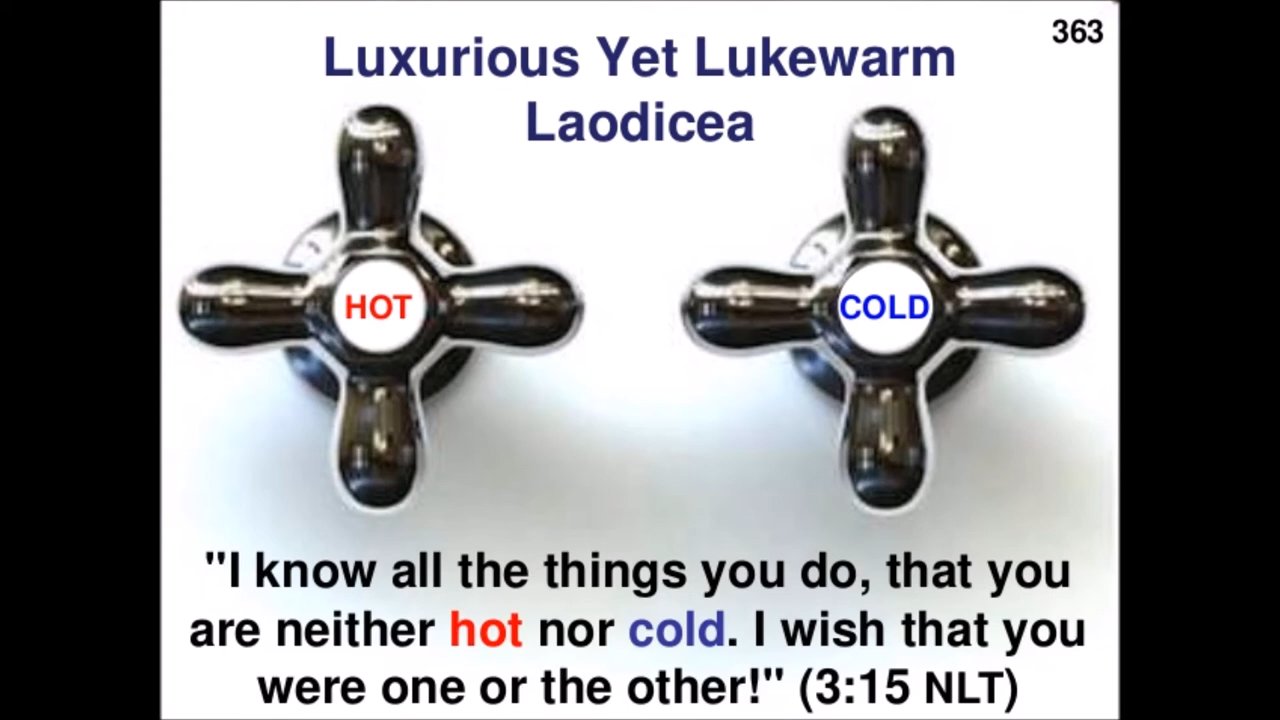 363
Luxurious Yet Lukewarm
Laodicea
HOT
COLD
"I know all the things you do, that you
are neither hot nor cold. I wish that you
were one or the other!" (3:15 NLT)